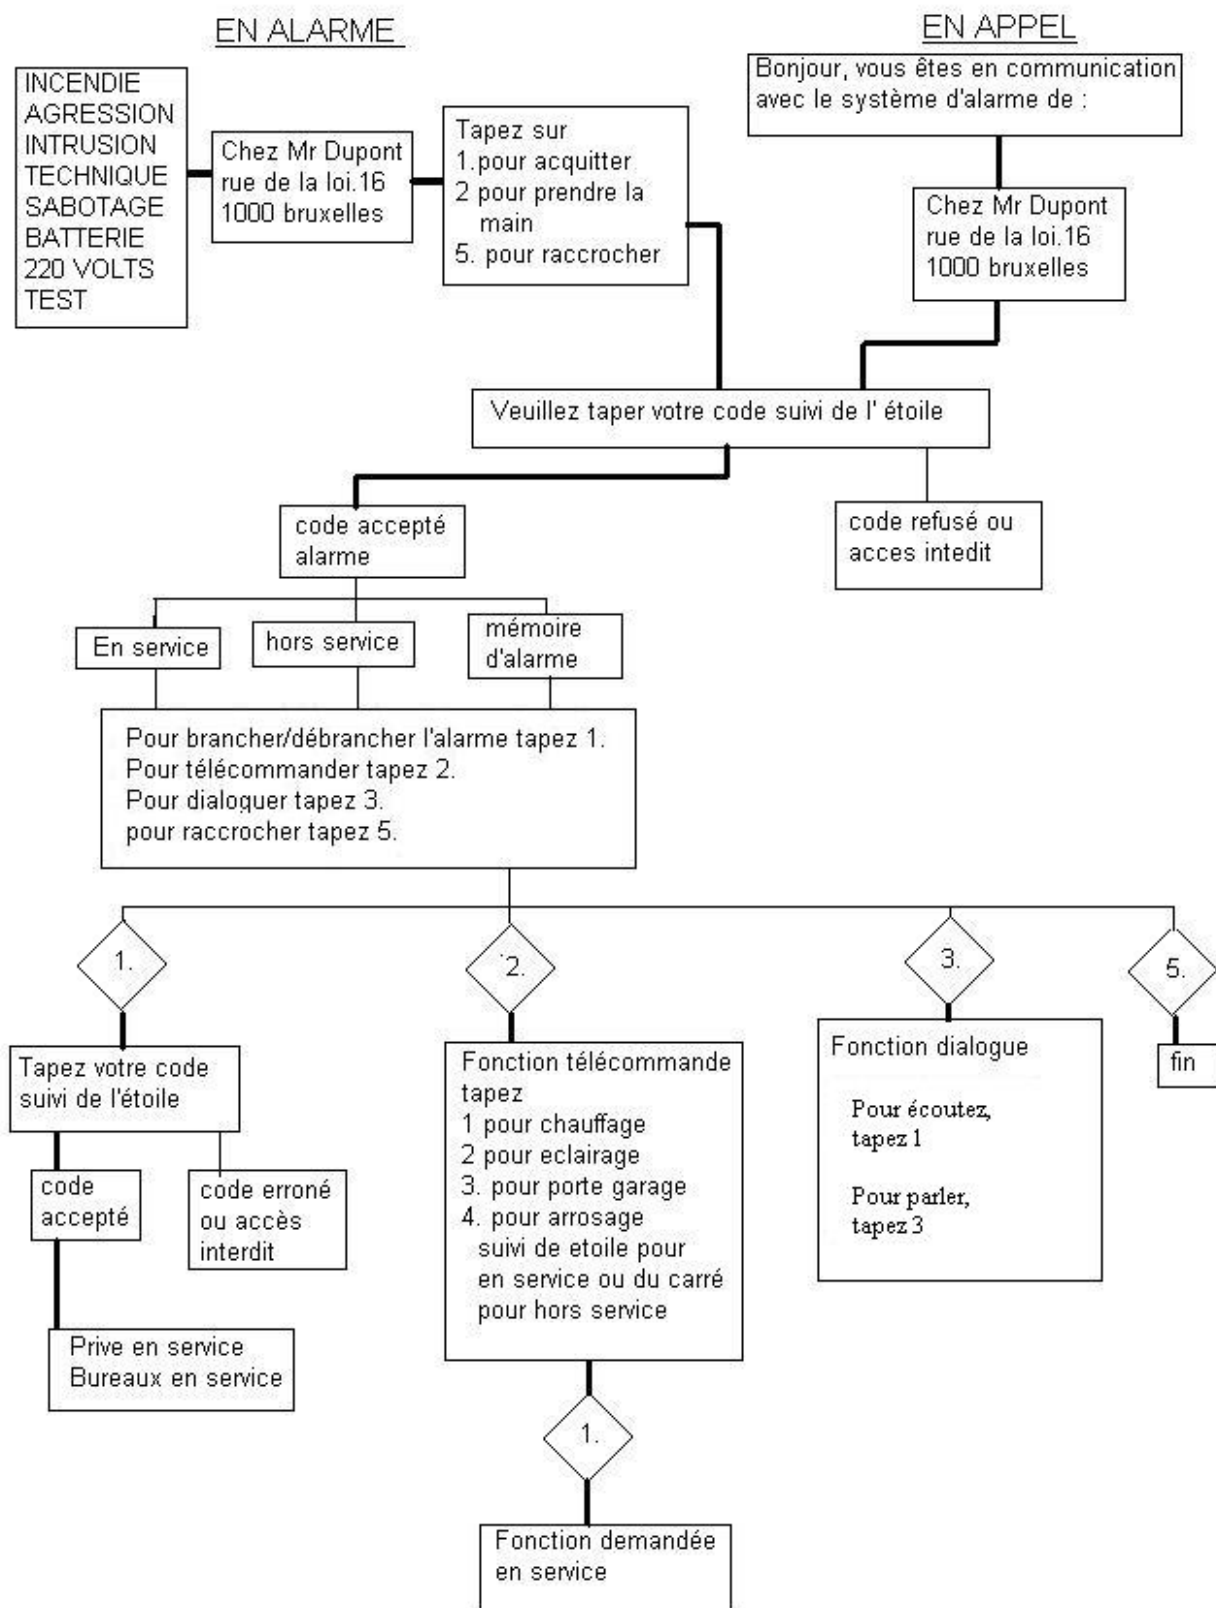 EN ALARME
INCENDIE
AGRESSION
INTRUSION
TECHNIQUE
SABOTAGE
BATTERIE
220 VOLTS
TEST
Chez Mr Dupont
rue de la loi.16
1000 bruxelles
Tapez sur
1.pour acquitter
2 pour prendre la
main
5. pour raccrocher
EN APPEL
Bonjour, vous êtes en communication
avec le système d'alarme de :
Chez Mr Dupont
rue de la loi.16
1000 bruxelles
Veuillez taper votre code suivi de l' étoile
code accepté
alarme
code refusé ou
acces intedit
En service
hors service
mémoire
d'alarme
Pour brancher/débrancher l'alarme tapez 1.
Pour télécommander tapez 2.
Pour dialoguer tapez 3.
pour raccrocher tapez 5.
1.
2.
3.
5.
Tapez votre code
suivi de l'étoile
code
accepté
code erroné
ou accès
interdit
Prive en service
Bureaux en service
Fonction télécommande
tapez
1 pour chauffage
2 pour eclairage
3. pour porte garage
4. pour arrosage
suivi de etoile pour
en service ou du carré
pour hors service
1.
Fonction demandée
en service
Fonction dialogue
Pour écoutez,
tapez 1
Pour parler,
tapez 3
fin